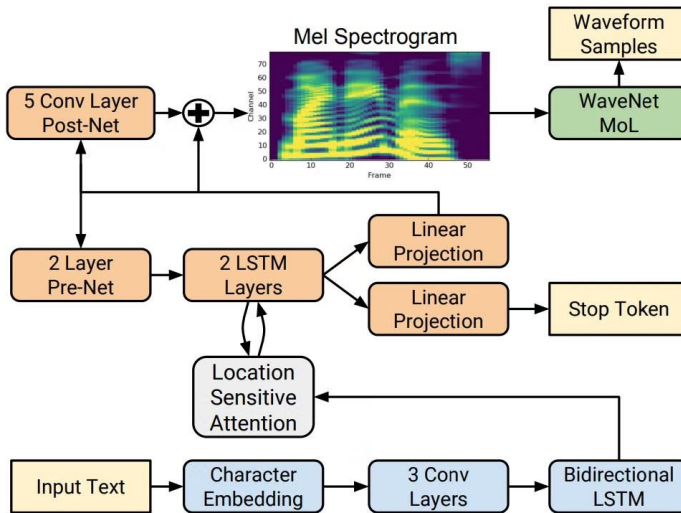 Mel Spectrogram
Waveform
Samples
5 Conv Layer
Post-Net
Channel
70
60
50
40
30
20
10
0
0 10 20 30 40 50
Frame
WaveNet
MoL
2 Layer
Pre-Net
2 LSTM
Layers
Linear
Projection
Linear
Projection
Stop Token
Location
Sensitive
Attention
Input Text
Character
Embedding
3 Conv
Layers
Bidirectional
LSTM